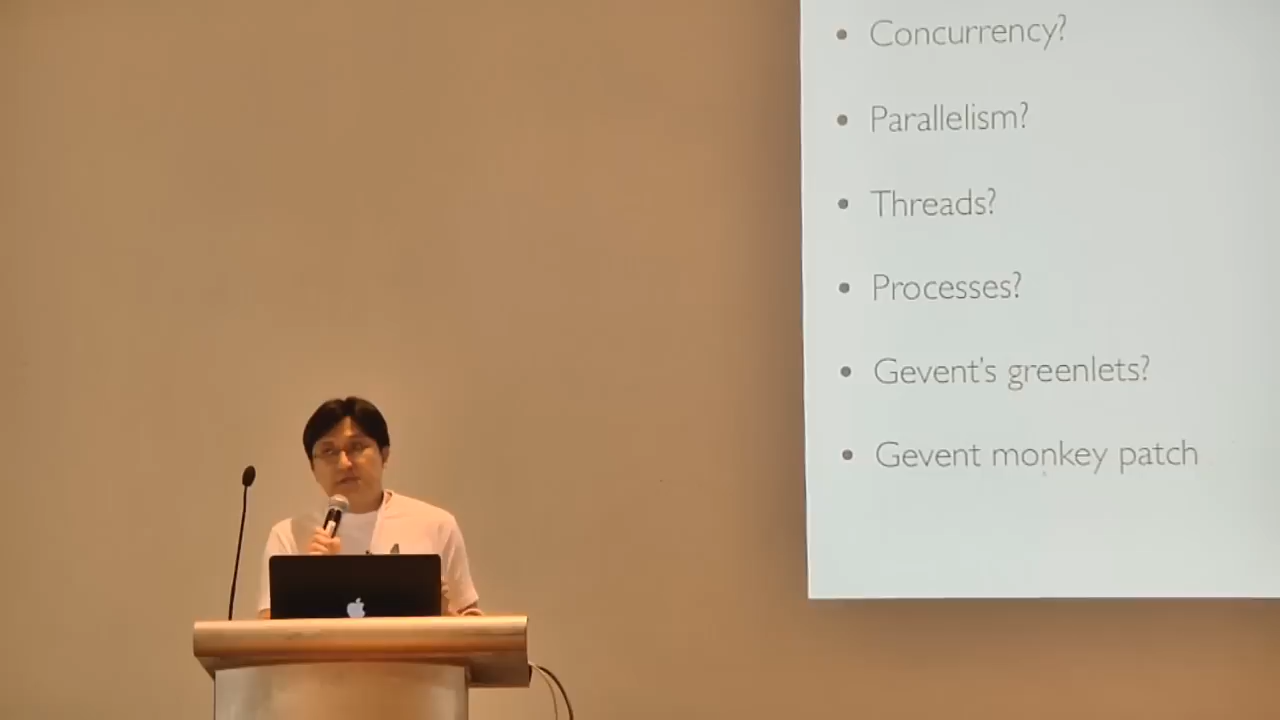 • Concurrency?
• Parallelism?
• Threads?
• Processes?
• Gevent's greenlets?
• Gevent monkey patch